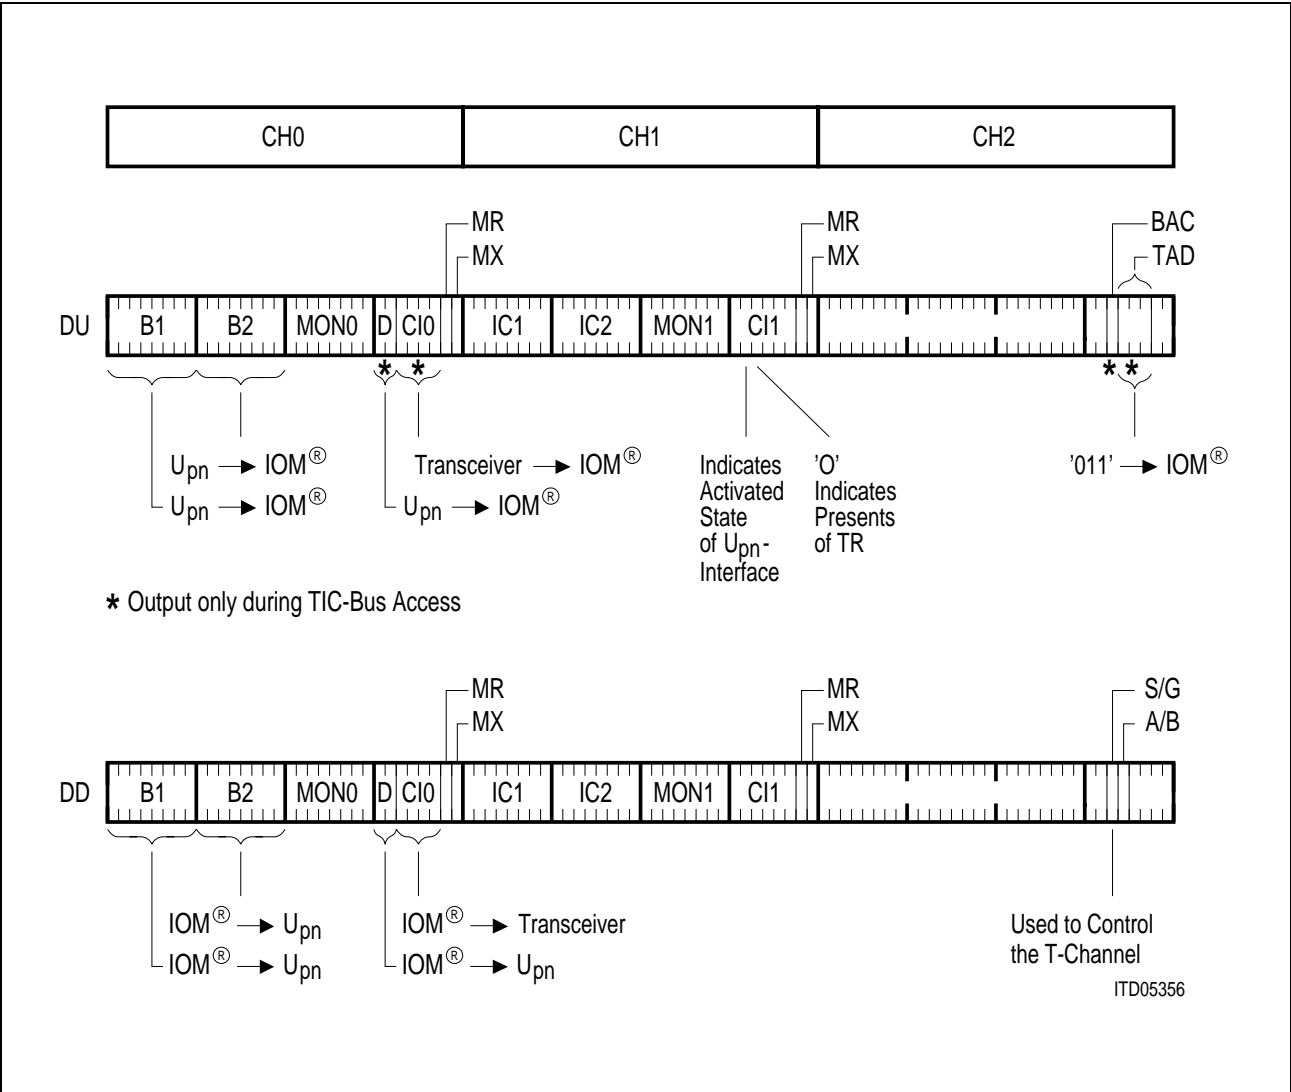 CH0 CH1 CH2
MR MR BAC
MX MX TAD
DU B1 B2 MON0 D CI0 IC1 IC2 MON1 CI1
* * * *
Upn → IOM® Transceiver → IOM® Indicates 'O' '011' → IOM®
Upn → IOM® Upn → IOM® Activated Indicates
State Presents
of Upn- of TR
Interface
* Output only during TIC-Bus Access
MR MR S/G
MX MX A/B
DD B1 B2 MON0 D CI0 IC1 IC2 MON1 CI1
IOM® → Upn IOM® → Transceiver Used to Control
IOM® → Upn IOM® → Upn the T-Channel
ITD05356